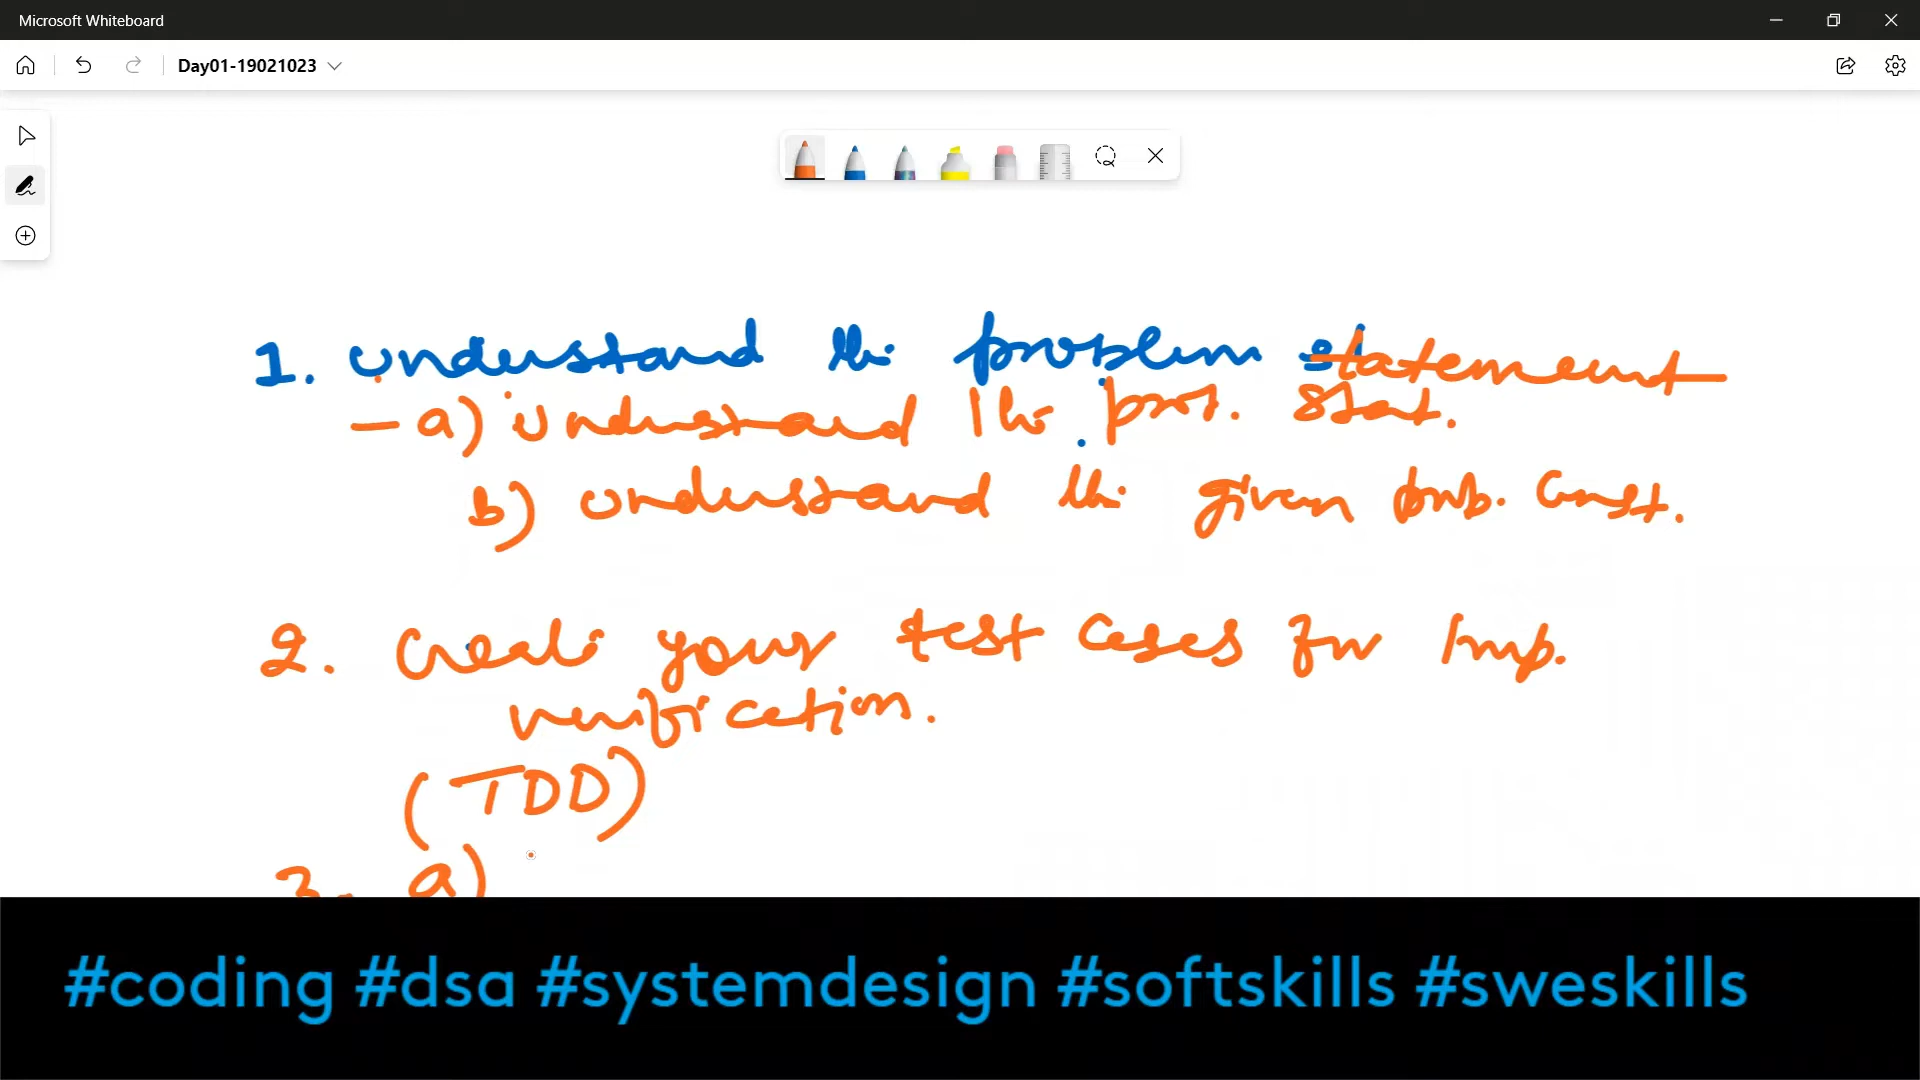 Microsoft Whiteboard
Day01-19021023
1. understand the problem statement
- a) understand the prob. stat.
b) understand the given prob. const.
2. Create your test cases for imp.
verification.
(TDD)
3. a)
#coding #dsa #systemdesign #softskills #sweskills